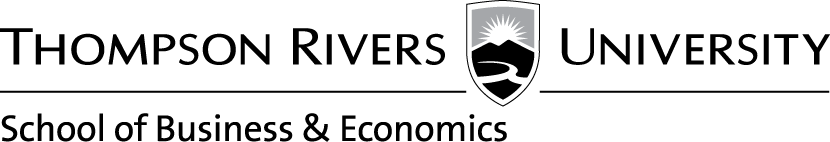 THOMPSON RIVERS UNIVERSITY
School of Business & Economics